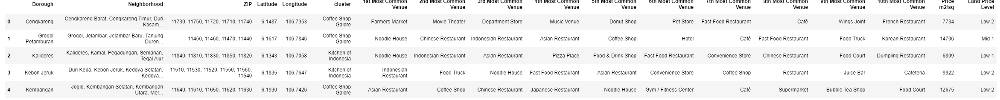 Borough Neighborhood ZIP Latitude Longitude cluster 1st Most Common Venue 2nd Most Common Venue 3rd Most Common Venue 4th Most Common Venue 5th Most Common Venue 6th Most Common Venue 7th Most Common Venue 8th Most Common Venue 9th Most Common Venue 10th Most Common Venue Price m2/sq Land Price Level
0 Cengkareng Cengkareng Barat, Cengkareng Timur, Duri Kosam... 11730, 11750, 11720, 11710, 11740 -6.1487 106.7353 Coffee Shop Galore Farmers Market Movie Theater Department Store Music Venue Donut Shop Pet Store Fast Food Restaurant Café Wings Joint French Restaurant 7734 Low 2
1 Grogol Petamburan Grogol, Jelambar, Jelambar Baru, Tanjung Duren... 11450, 11460, 11470, 11440 -6.1617 106.7846 Coffee Shop Galore Noodle House Chinese Restaurant Indonesian Restaurant Asian Restaurant Coffee Shop Hotel Café Fast Food Restaurant Food Truck Korean Restaurant 14706 Mid 1
2 Kalideres Kalideres, Kamal, Pegadungan, Semanan, Tegal Alur 11840, 11810, 11830, 11850, 11820 -6.1343 106.7058 Kitchen of Indonesia Noodle House Indonesian Restaurant Asian Restaurant Pizza Place Food & Drink Shop Fast Food Restaurant Convenience Store Chinese Restaurant Food Court Dumpling Restaurant 6809 Low 1
3 Kebon Jeruk Duri Kepa, Kebon Jeruk, Kedoya Selatan, Kedoya... 11510, 11530, 11520, 11550, 11560, 11540 -6.1835 106.7647 Kitchen of Indonesia Indonesian Restaurant Food Truck Noodle House Fast Food Restaurant Asian Restaurant Convenience Store Coffee Shop Restaurant Juice Bar Cafeteria 9922 Low 2
4 Kembangan Joglo, Kembangan Selatan, Kembangan Utara, Mer... 11640, 11610, 11650, 11620, 11630 -6.1930 106.7426 Coffee Shop Galore Asian Restaurant Coffee Shop Chinese Restaurant Japanese Restaurant Noodle House Gym / Fitness Center Café Supermarket Bubble Tea Shop Food Court 12675 Low 2